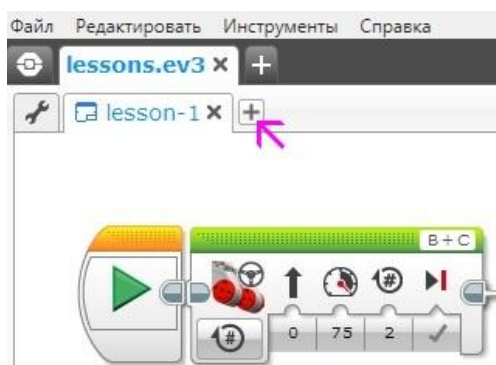 Файл Редактировать Инструменты Справка
lessons.ev3
lesson-1
B+C
#
# 0 75 2